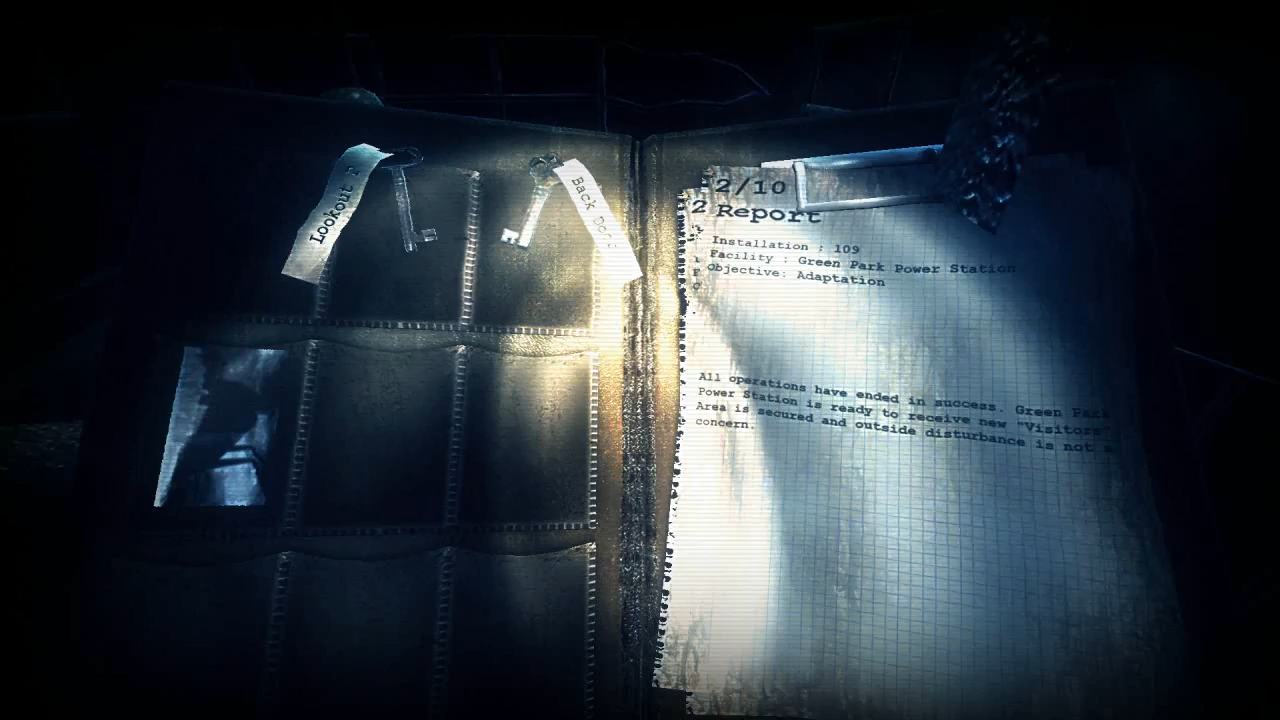 Lookout 2
Back Door
2/10
2 Report
Installation : 109
Facility : Green Park Power Station
Objective: Adaptation
All operations have ended in success. Green Park
Power Station is ready to receive new "Visitors"
Area is secured and outside disturbance is not a
concern.